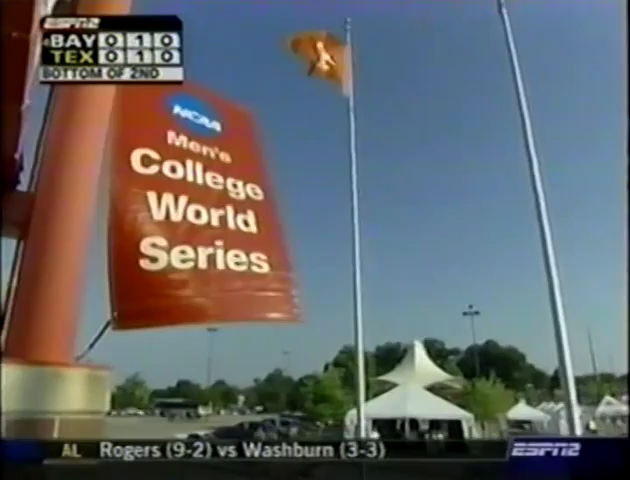 ESPN2
BAY 0 1 0
TEX 0 1 0
BOTTOM OF 2ND
NCAA
Men's
College
World
Series
AL Rogers (9-2) vs Washburn (3-3)
ESPN2